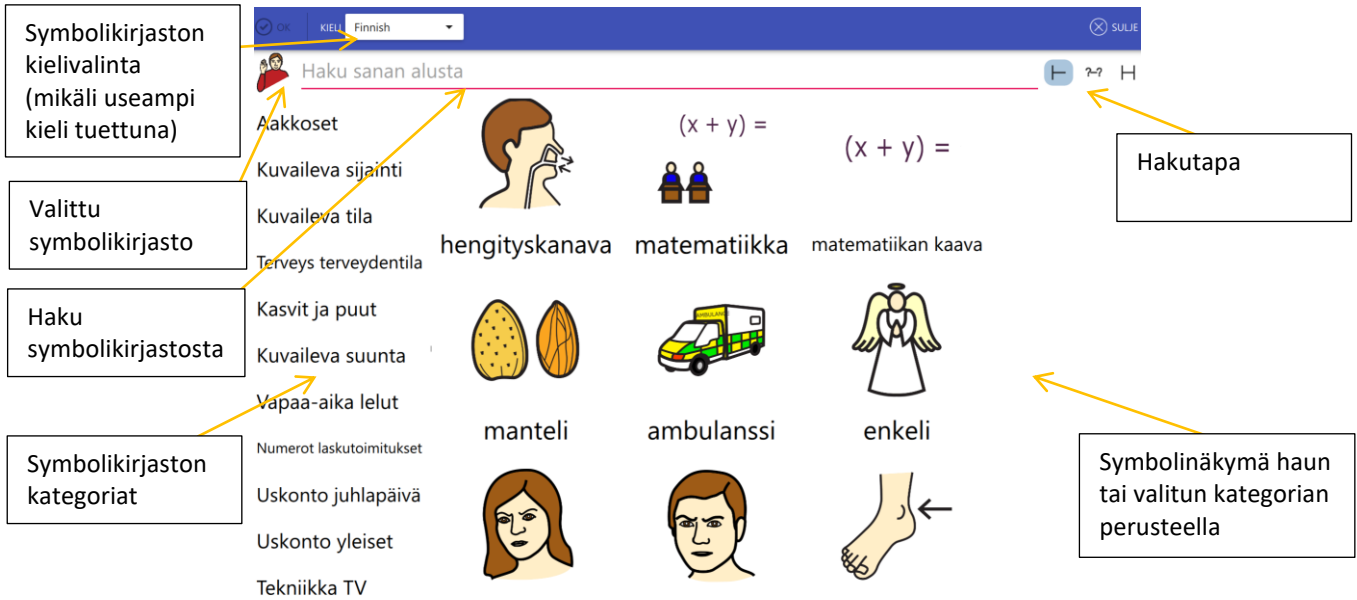 Symbolikirjaston
kielivalinta
(mikäli useampi
kieli tuettuna)
Valittu
symbolikirjasto
Haku
symbolikirjastosta
Symbolikirjaston
kategoriat
OK
KIELI
Finnish
SULJE
Haku sanan alusta
?-?
Aakkoset
Kuvaileva sijainti
Kuvaileva tila
Terveys terveydentila
Kasvit ja puut
Kuvaileva suunta
Vapaa-aika lelut
Numerot laskutoimitukset
Uskonto juhlapäivä
Uskonto yleiset
Tekniikka TV
(x + y) =
(x + y) =
hengityskanava
matematiikka
matematiikan kaava
AMBULANCE
manteli
ambulanssi
enkeli
Hakutapa
Symbolinäkymä haun
tai valitun kategorian
perusteella